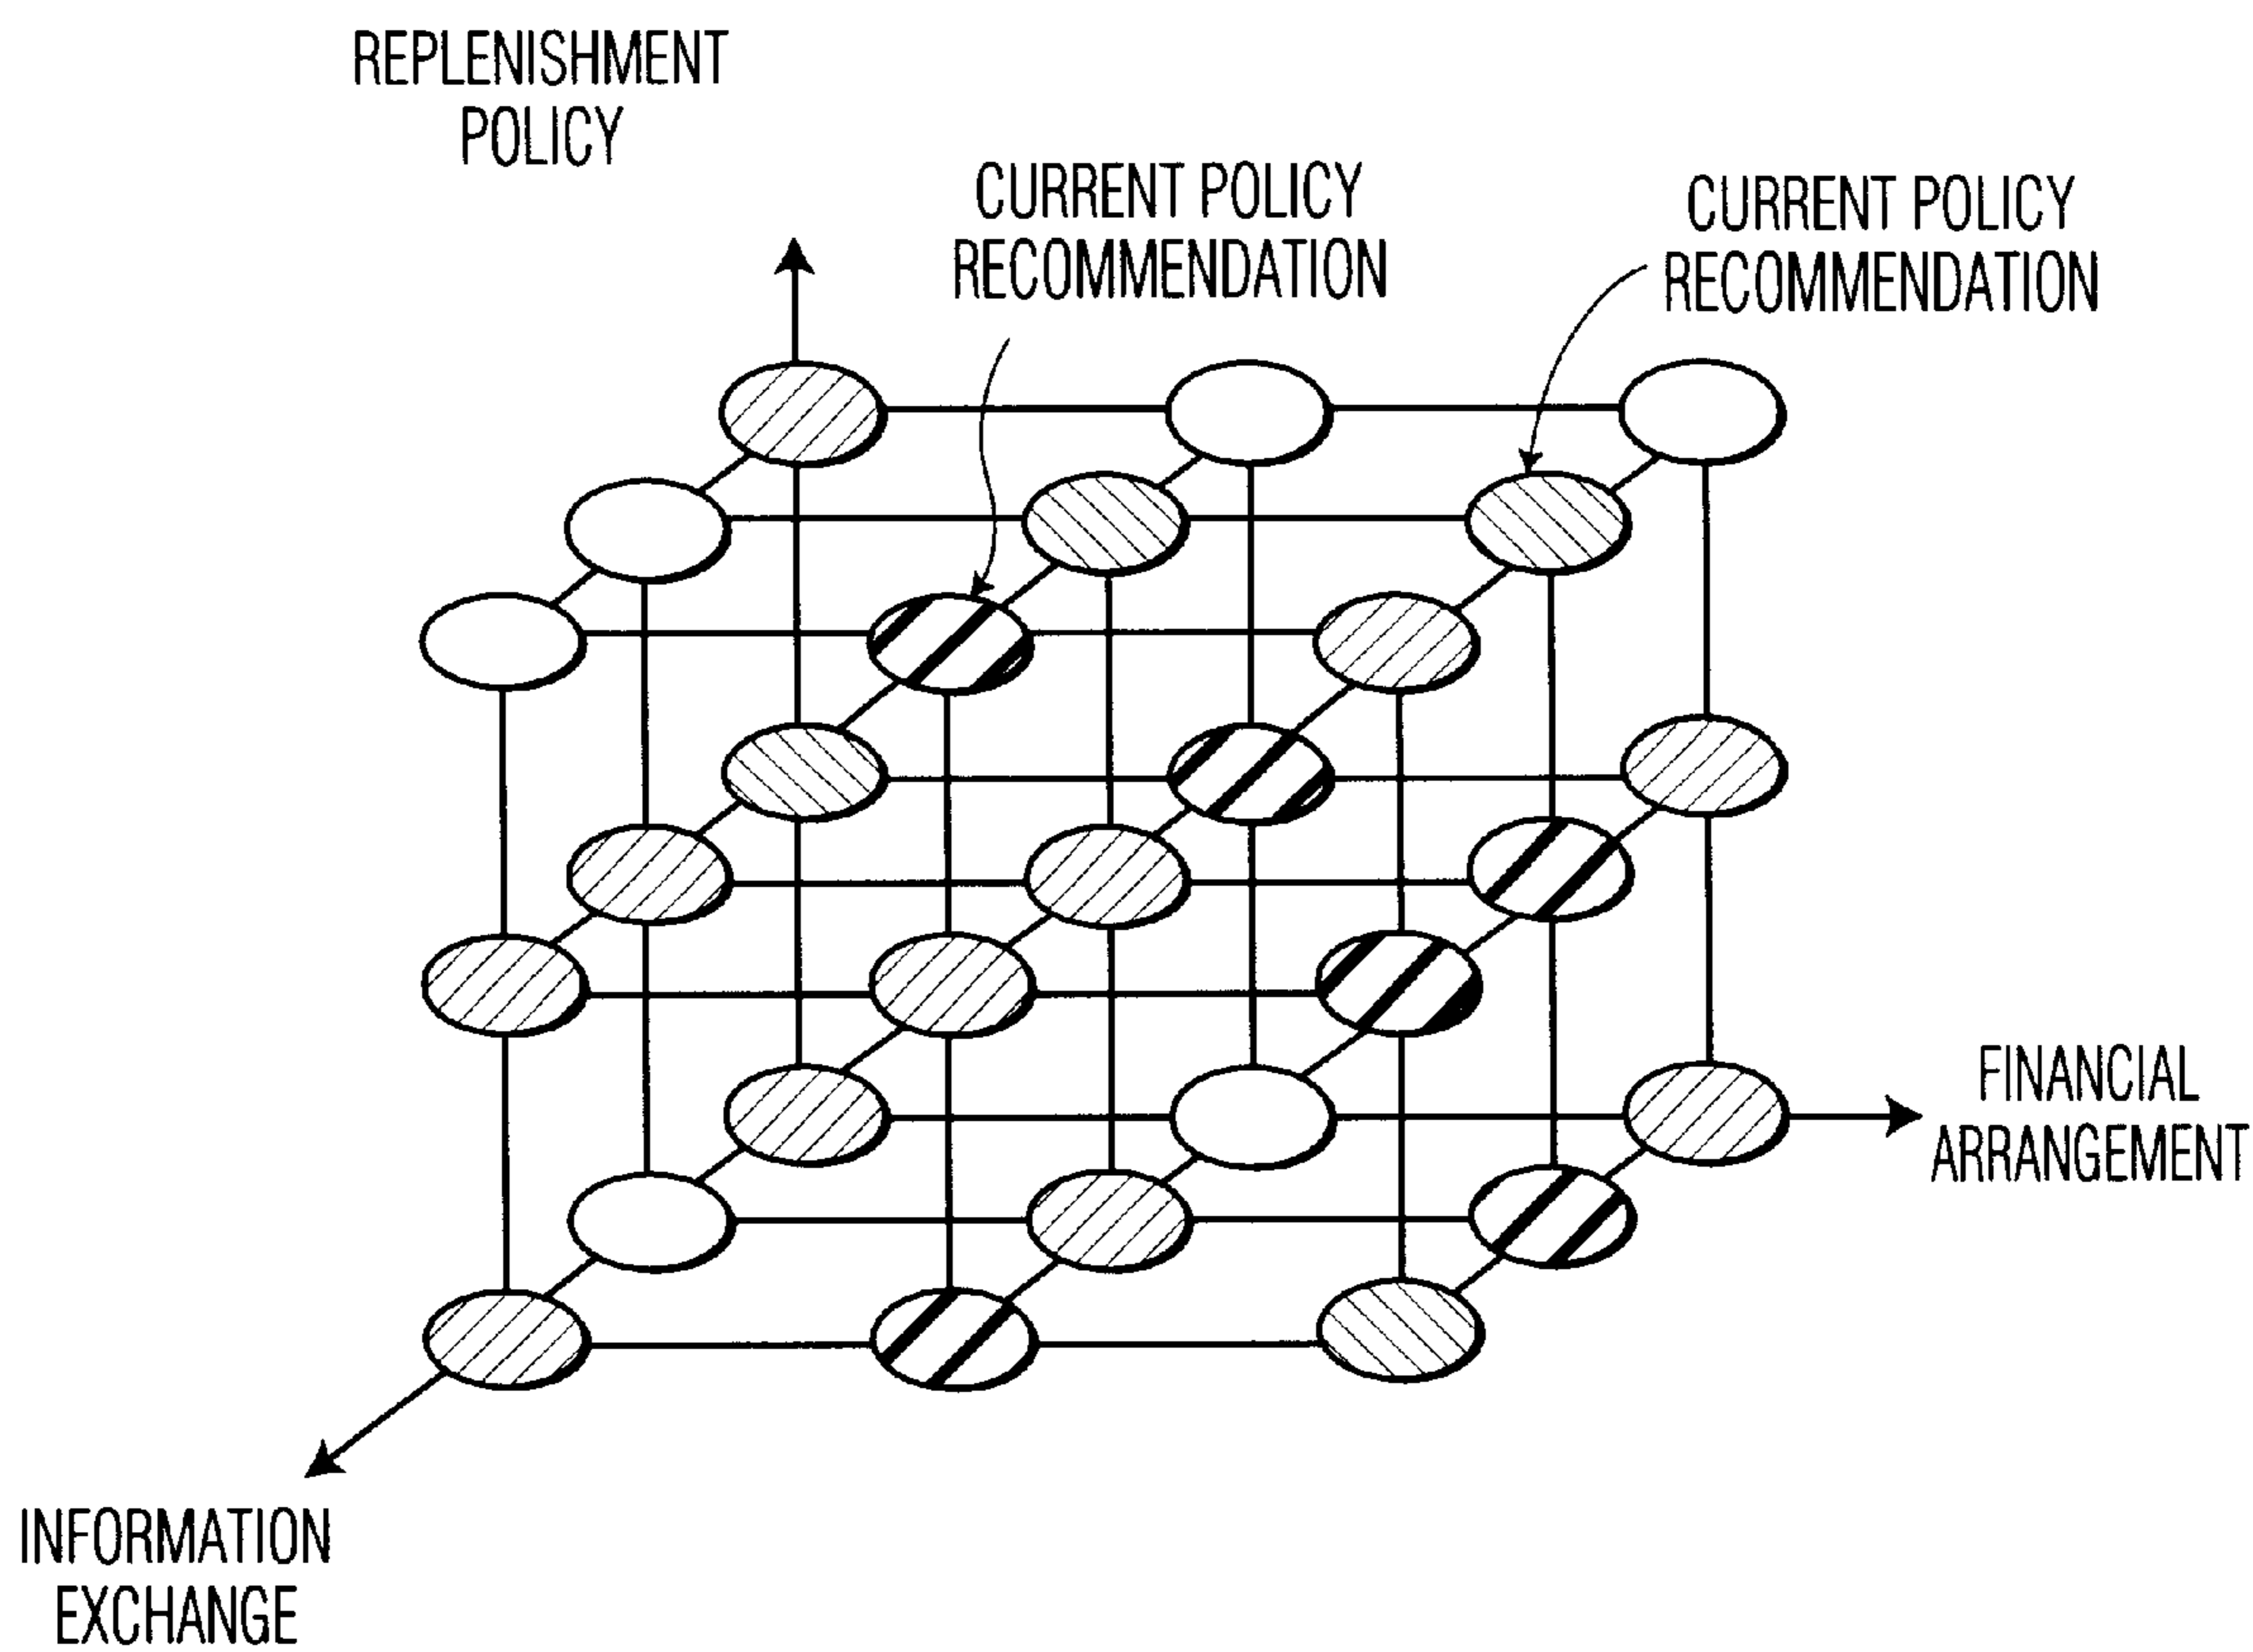 REPLENISHMENT
POLICY
CURRENT POLICY
RECOMMENDATION
CURRENT POLICY
RECOMMENDATION
FINANCIAL
ARRANGEMENT
INFORMATION
EXCHANGE